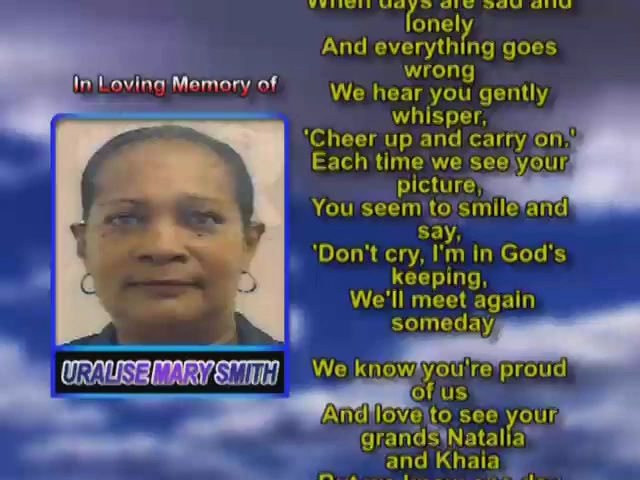 In Loving Memory of
URALISE MARY SMITH
When days are sad and
lonely
And everything goes
wrong
We hear you gently
whisper,
'Cheer up and carry on.'
Each time we see your
picture,
You seem to smile and
say,
'Don't cry, I'm in God's
keeping,
We'll meet again
someday
We know you're proud
of us
And love to see your
grands Natalia
and Khaia